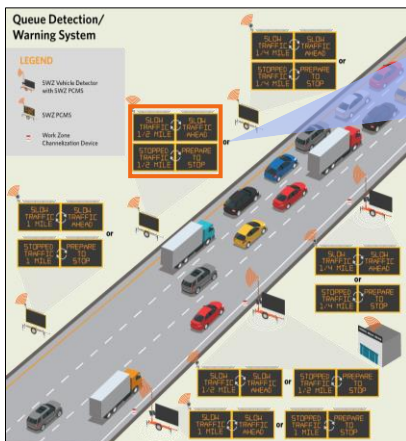 Queue Detection/
Warning System
LEGEND
SWZ Vehicle Detector
with SWZ PCMS
SWZ PCMS
Work Zone
Channelization Device
SLOW SLOW
TRAFFIC TRAFFIC
1/4 MILE AHEAD
or
STOPPED PREPARE
TRAFFIC TO
1/4 MILE STOP
SLOW SLOW
TRAFFIC TRAFFIC
1/2 MILE AHEAD
or
STOPPED PREPARE
TRAFFIC TO
1/2 MILE STOP
SLOW SLOW
TRAFFIC TRAFFIC
1 MILE AHEAD
or
STOPPED PREPARE
TRAFFIC TO
1 MILE STOP
SLOW SLOW
TRAFFIC TRAFFIC
1/4 MILE AHEAD
or
STOPPED PREPARE
TRAFFIC TO
1/4 MILE STOP
SLOW SLOW
TRAFFIC TRAFFIC
1/2 MILE AHEAD
or
STOPPED PREPARE
TRAFFIC TO
1/2 MILE STOP
SLOW SLOW
TRAFFIC TRAFFIC
1 MILE AHEAD
or
STOPPED PREPARE
TRAFFIC TO
1 MILE STOP